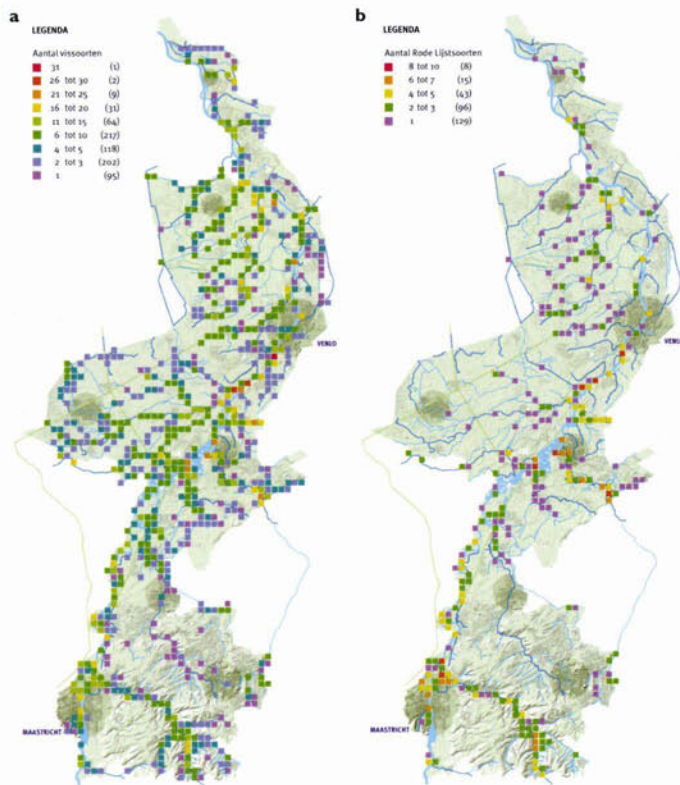 a
LEGENDA
Aantal vissoorten
31 (1)
26 tot 30 (2)
21 tot 25 (9)
16 tot 20 (31)
11 tot 15 (64)
6 tot 10 (217)
4 tot 5 (118)
2 tot 3 (202)
1 (95)
VENLO
MAASTRICHT
b
LEGENDA
Aantal Rode Lijstsoorten
8 tot 10 (8)
6 tot 7 (15)
4 tot 5 (43)
2 tot 3 (96)
1 (129)
VENLO
MAASTRICHT